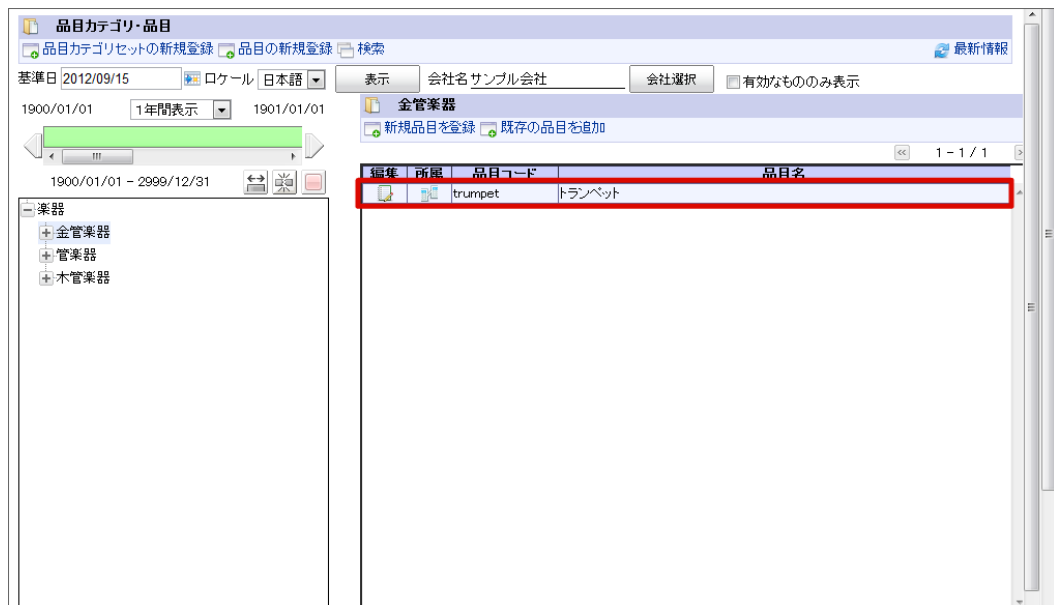 品目カテゴリ・品目
品目カテゴリセットの新規登録 品目の新規登録 検索 最新情報
基準日 2012/09/15 ロケール 日本語 表示 会社名 サンプル会社 会社選択 有効なもののみ表示
1900/01/01 1年間表示 1901/01/01
1900/01/01 - 2999/12/31
楽器
金管楽器
管楽器
木管楽器
金管楽器
新規品目を登録 既存の品目を追加
1 - 1 / 1
編集 所属 品目コード 品目名
trumpet トランペット